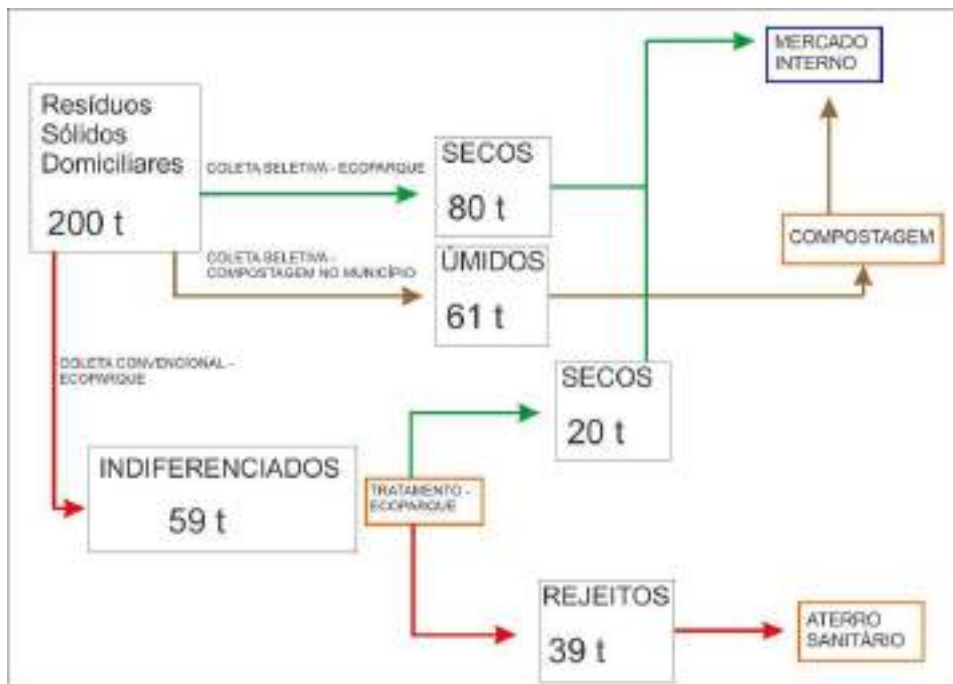 MERCADO
INTERNO
Resíduos
Sólidos
Domiciliares
200 t
COLETA SELETIVA - ECOPARQUE
SECOS
80 t
COLETA SELETIVA -
COMPOSTAGEM NO MUNICÍPIO
ÚMIDOS
61 t
COMPOSTAGEM
COLETA CONVENCIONAL -
ECOPARQUE
SECOS
20 t
INDIFERENCIADOS
59 t
TRATAMENTO -
ECOPARQUE
REJEITOS
39 t
ATERRO
SANITÁRIO